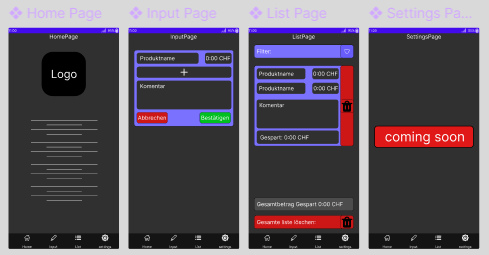 Home Page
Input Page
List Page
Settings Pa...
HomePage
Logo
Home
Input
List
settings
InputPage
Produktname
0:00 CHF
+
Komentar
Abbrechen
Bestätigen
Home
Input
List
settings
ListPage
Filter:
Produktname
0:00 CHF
Produktname
0:00 CHF
Komentar
Gespart: 0:00 CHF
Gesamtbetrag Gespart 0:00 CHF
Gesamte liste löschen:
Home
Input
List
settings
SettingsPage
coming soon
Home
Input
List
settings